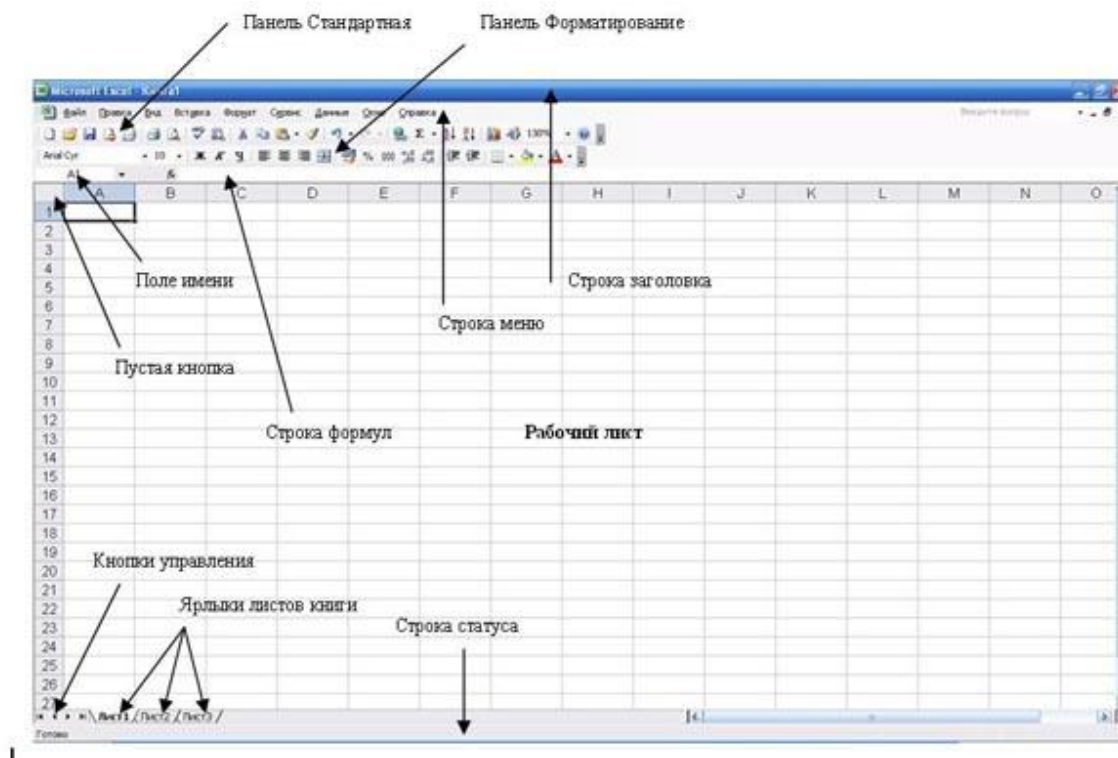 Панель Стандартная Панель Форматирование
Microsoft Excel - Книга1
Файл Правка Вид Вставка Формат Сервис Данные Окно Справка
130%
Arial Cyr 10 Ж К Ч % 000
A1 fx
A B C D E F G H I J K L M N O
1
2
3
4
Поле имени Строка заголовка
5
6
7
Строка меню
8
9
Пустая кнопка
10
11
12
Строка формул Рабочий лист
13
14
15
16
17
18
19
Кнопки управления
20
21
22
Ярлыки листов книги
23
Строка статуса
24
25
26
27
Лист1 / Лист2 / Лист3 /
Готово